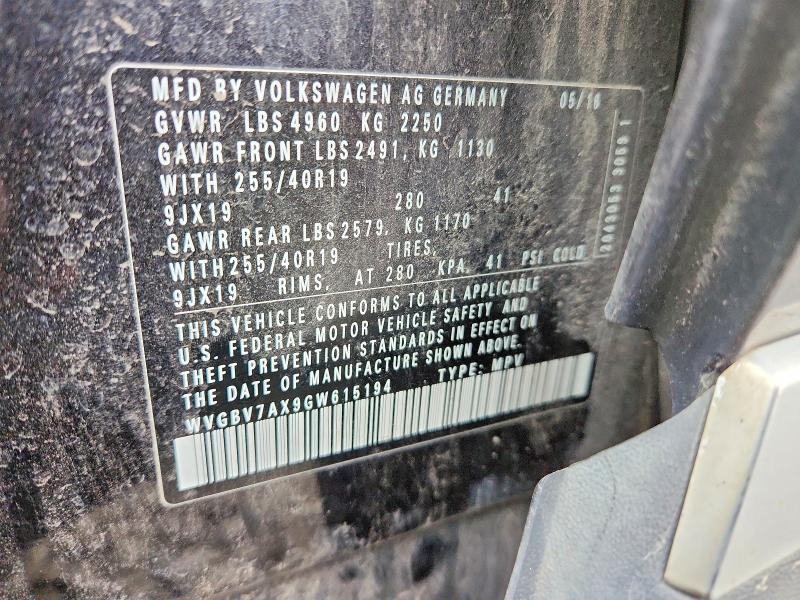 MFD BY VOLKSWAGEN AG GERMANY 05/16
GVWR LBS 4960 KG 2250
GAWR FRONT LBS 2491, KG 1130
WITH 255/40R19
9JX19 280 41
GAWR REAR LBS 2579, KG 1170
WITH 255/40R19 TIRES,
9JX19 RIMS, AT 280 KPA, 41 PSI COLD
THIS VEHICLE CONFORMS TO ALL APPLICABLE
U.S. FEDERAL MOTOR VEHICLE SAFETY AND
THEFT PREVENTION STANDARDS IN EFFECT ON
THE DATE OF MANUFACTURE SHOWN ABOVE.
WVGBV7AX9GW615194 TYPE: MPV